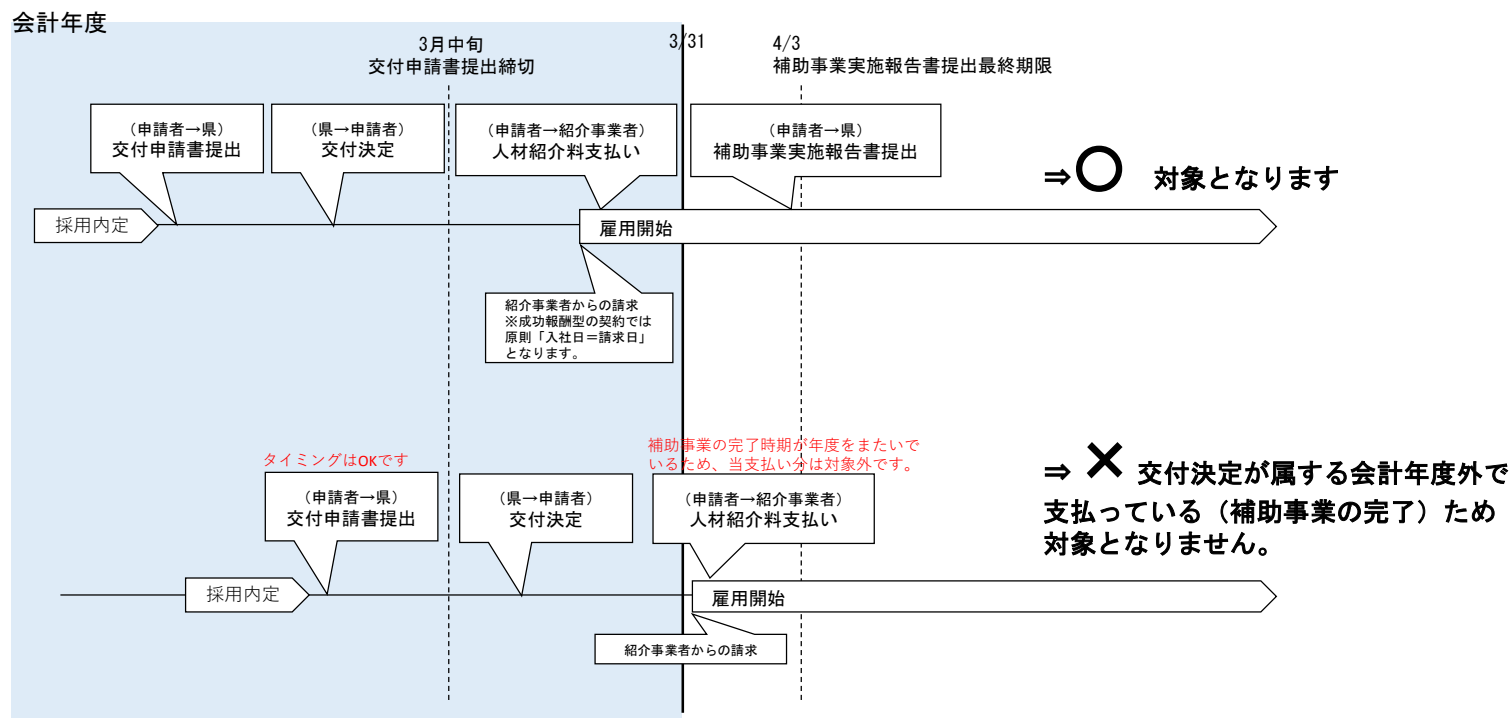 会計年度
3月中旬
交付申請書提出締切
3/31
4/3
補助事業実施報告書提出最終期限
（申請者→県）
交付申請書提出
（県→申請者）
交付決定
（申請者→紹介事業者）
人材紹介料支払い
（申請者→県）
補助事業実施報告書提出
⇒◯ 対象となります
採用内定
雇用開始
紹介事業者からの請求
※成功報酬型の契約では
原則「入社日＝請求日」
となります。
タイミングはOKです
補助事業の完了時期が年度をまたいで
いるため、当支払い分は対象外です。
（申請者→県）
交付申請書提出
（県→申請者）
交付決定
（申請者→紹介事業者）
人材紹介料支払い
⇒ ✕ 交付決定が属する会計年度外で
支払っている（補助事業の完了）ため
対象となりません。
採用内定
雇用開始
紹介事業者からの請求